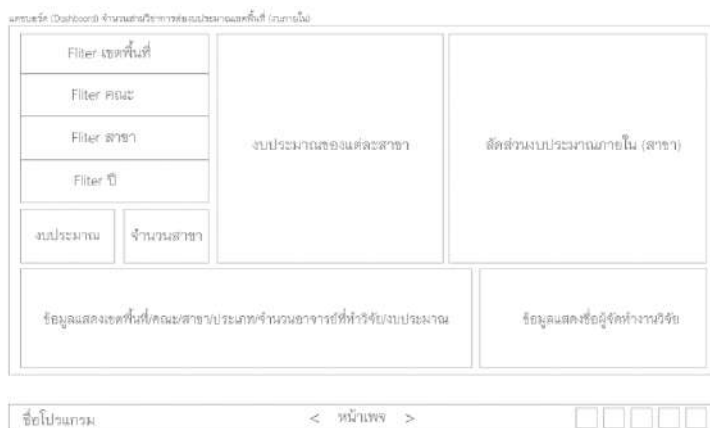 แดชบอร์ด (Dashboard) จำนวนสาขาวิชาการต่องบประมาณเขตพื้นที่ (งบภายใน)
Fliter เขตพื้นที่
Fliter คณะ
Fliter สาขา
Fliter ปี
งบประมาณ
จำนวนสาขา
งบประมาณของแต่ละสาขา
สัดส่วนงบประมาณภายใน (สาขา)
ข้อมูลแสดงเขตพื้นที่/คณะ/สาขา/ประเภท/จำนวนอาจารย์ที่ทำวิจัย/งบประมาณ
ข้อมูลแสดงชื่อผู้จัดทำงานวิจัย
ชื่อโปรแกรม
< หน้าเพจ >